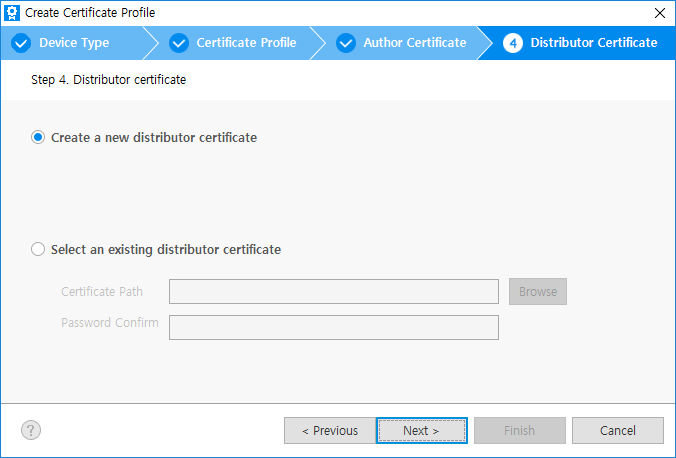 Create Certificate Profile
Device Type
Certificate Profile
Author Certificate
4 Distributor Certificate
Step 4. Distributor certificate
Create a new distributor certificate
Select an existing distributor certificate
Certificate Path
Browse
Password Confirm
?
< Previous
Next >
Finish
Cancel